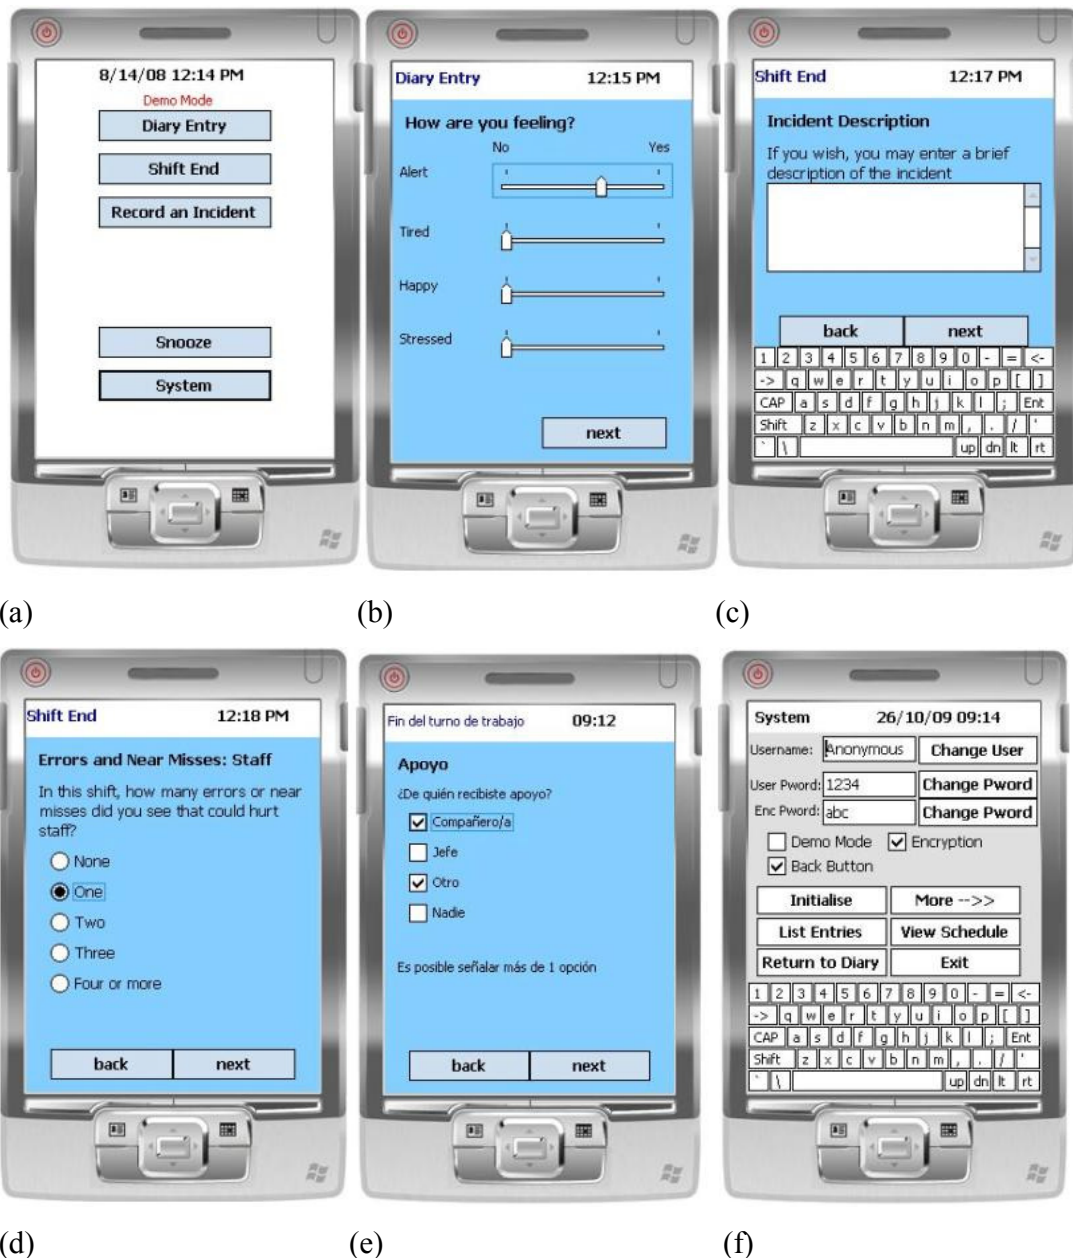 8/14/08 12:14 PM
Demo Mode
Diary Entry
Shift End
Record an Incident
Snooze
System
Diary Entry 12:15 PM
How are you feeling?
No Yes
Alert
Tired
Happy
Stressed
next
Shift End 12:17 PM
Incident Description
If you wish, you may enter a brief
description of the incident
back next
1 2 3 4 5 6 7 8 9 0 - = <-
-> q w e r t y u i o p [ ]
CAP a s d f g h j k l ; Ent
Shift z x c v b n m , . / '
` \ up dn lt rt
(a) (b) (c)
Shift End 12:18 PM
Errors and Near Misses: Staff
In this shift, how many errors or near
misses did you see that could hurt
staff?
None
One
Two
Three
Four or more
back next
Fin del turno de trabajo 09:12
Apoyo
¿De quién recibiste apoyo?
Compañero/a
Jefe
Otro
Nadie
Es posible señalar más de 1 opción
back next
System 26/10/09 09:14
Username: Anonymous Change User
User Pword: 1234 Change Pword
Enc Pword: abc Change Pword
Demo Mode Encryption
Back Button
Initialise More -->>
List Entries View Schedule
Return to Diary Exit
1 2 3 4 5 6 7 8 9 0 - = <-
-> q w e r t y u i o p [ ]
CAP a s d f g h j k l ; Ent
Shift z x c v b n m , . / '
` \ up dn lt rt
(d) (e) (f)